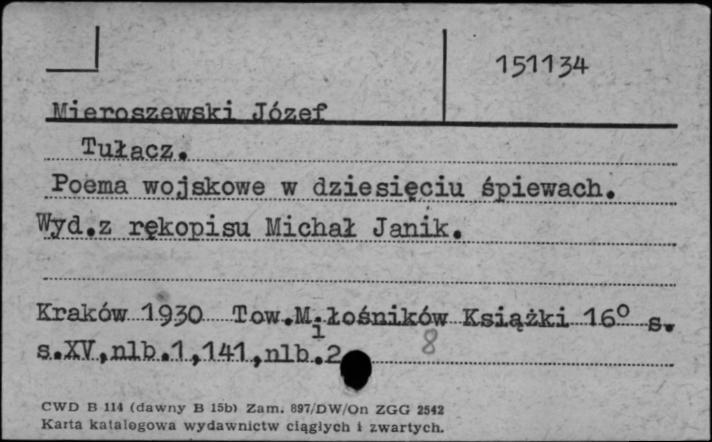 151134
Mieroszewski Józef
Tułacz.
Poema wojskowe w dziesięciu śpiewach.
Wyd.z rękopisu Michał Janik.
Kraków 1930 Tow.Miłośników Książki 16° s.
s.XV,nlb.1,141,nlb.2
8
CWD B 114 (dawny B 15b) Zam. 897/DW/On ZGG 2542
Karta katalogowa wydawnictw ciągłych i zwartych.